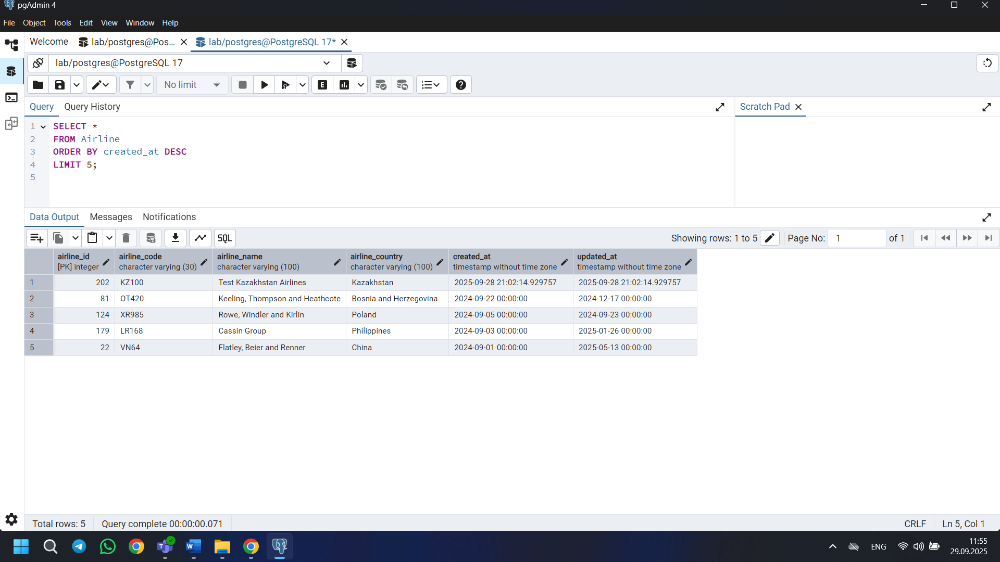 pgAdmin 4
File Object Tools Edit View Window Help
Welcome lab/postgres@Pos... lab/postgres@PostgreSQL 17*
lab/postgres@PostgreSQL 17
No limit E
Query Query History Scratch Pad
1 SELECT *
2 FROM Airline
3 ORDER BY created_at DESC
4 LIMIT 5;
5
Data Output Messages Notifications
SQL Showing rows: 1 to 5 Page No: 1 of 1
airline_id airline_code airline_name airline_country created_at updated_at
[PK] integer character varying (30) character varying (100) character varying (100) timestamp without time zone timestamp without time zone
1 202 KZ100 Test Kazakhstan Airlines Kazakhstan 2025-09-28 21:02:14.929757 2025-09-28 21:02:14.929757
2 81 OT420 Keeling, Thompson and Heathcote Bosnia and Herzegovina 2024-09-22 00:00:00 2024-12-17 00:00:00
3 124 XR985 Rowe, Windler and Kirlin Poland 2024-09-05 00:00:00 2024-09-23 00:00:00
4 179 LR168 Cassin Group Philippines 2024-09-03 00:00:00 2025-01-26 00:00:00
5 22 VN64 Flatley, Beier and Renner China 2024-09-01 00:00:00 2025-05-13 00:00:00
Total rows: 5 Query complete 00:00:00.071 CRLF Ln 5, Col 1
ENG 11:55
29.09.2025